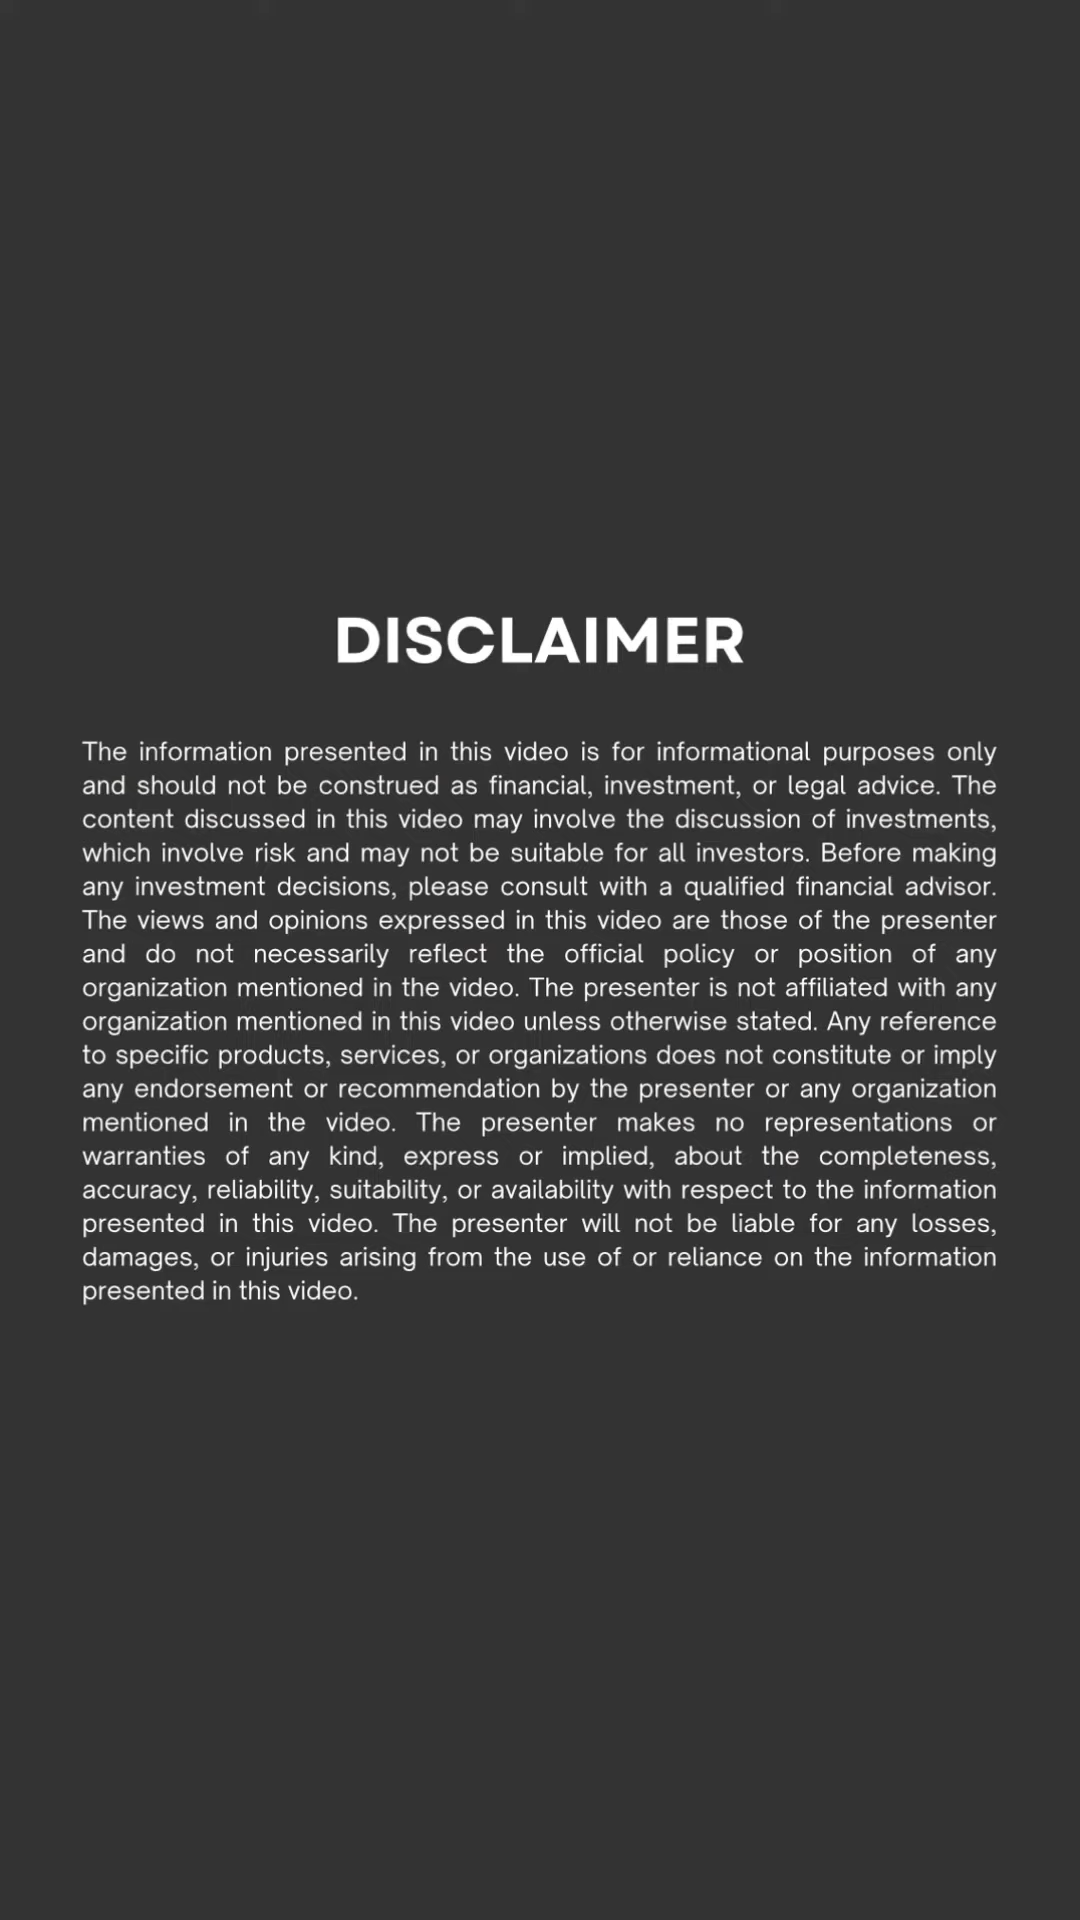 DISCLAIMER
The information presented in this video is for informational purposes only
and should not be construed as financial, investment, or legal advice. The
content discussed in this video may involve the discussion of investments,
which involve risk and may not be suitable for all investors. Before making
any investment decisions, please consult with a qualified financial advisor.
The views and opinions expressed in this video are those of the presenter
and do not necessarily reflect the official policy or position of any
organization mentioned in the video. The presenter is not affiliated with any
organization mentioned in this video unless otherwise stated. Any reference
to specific products, services, or organizations does not constitute or imply
any endorsement or recommendation by the presenter or any organization
mentioned in the video. The presenter makes no representations or
warranties of any kind, express or implied, about the completeness,
accuracy, reliability, suitability, or availability with respect to the information
presented in this video. The presenter will not be liable for any losses,
damages, or injuries arising from the use of or reliance on the information
presented in this video.